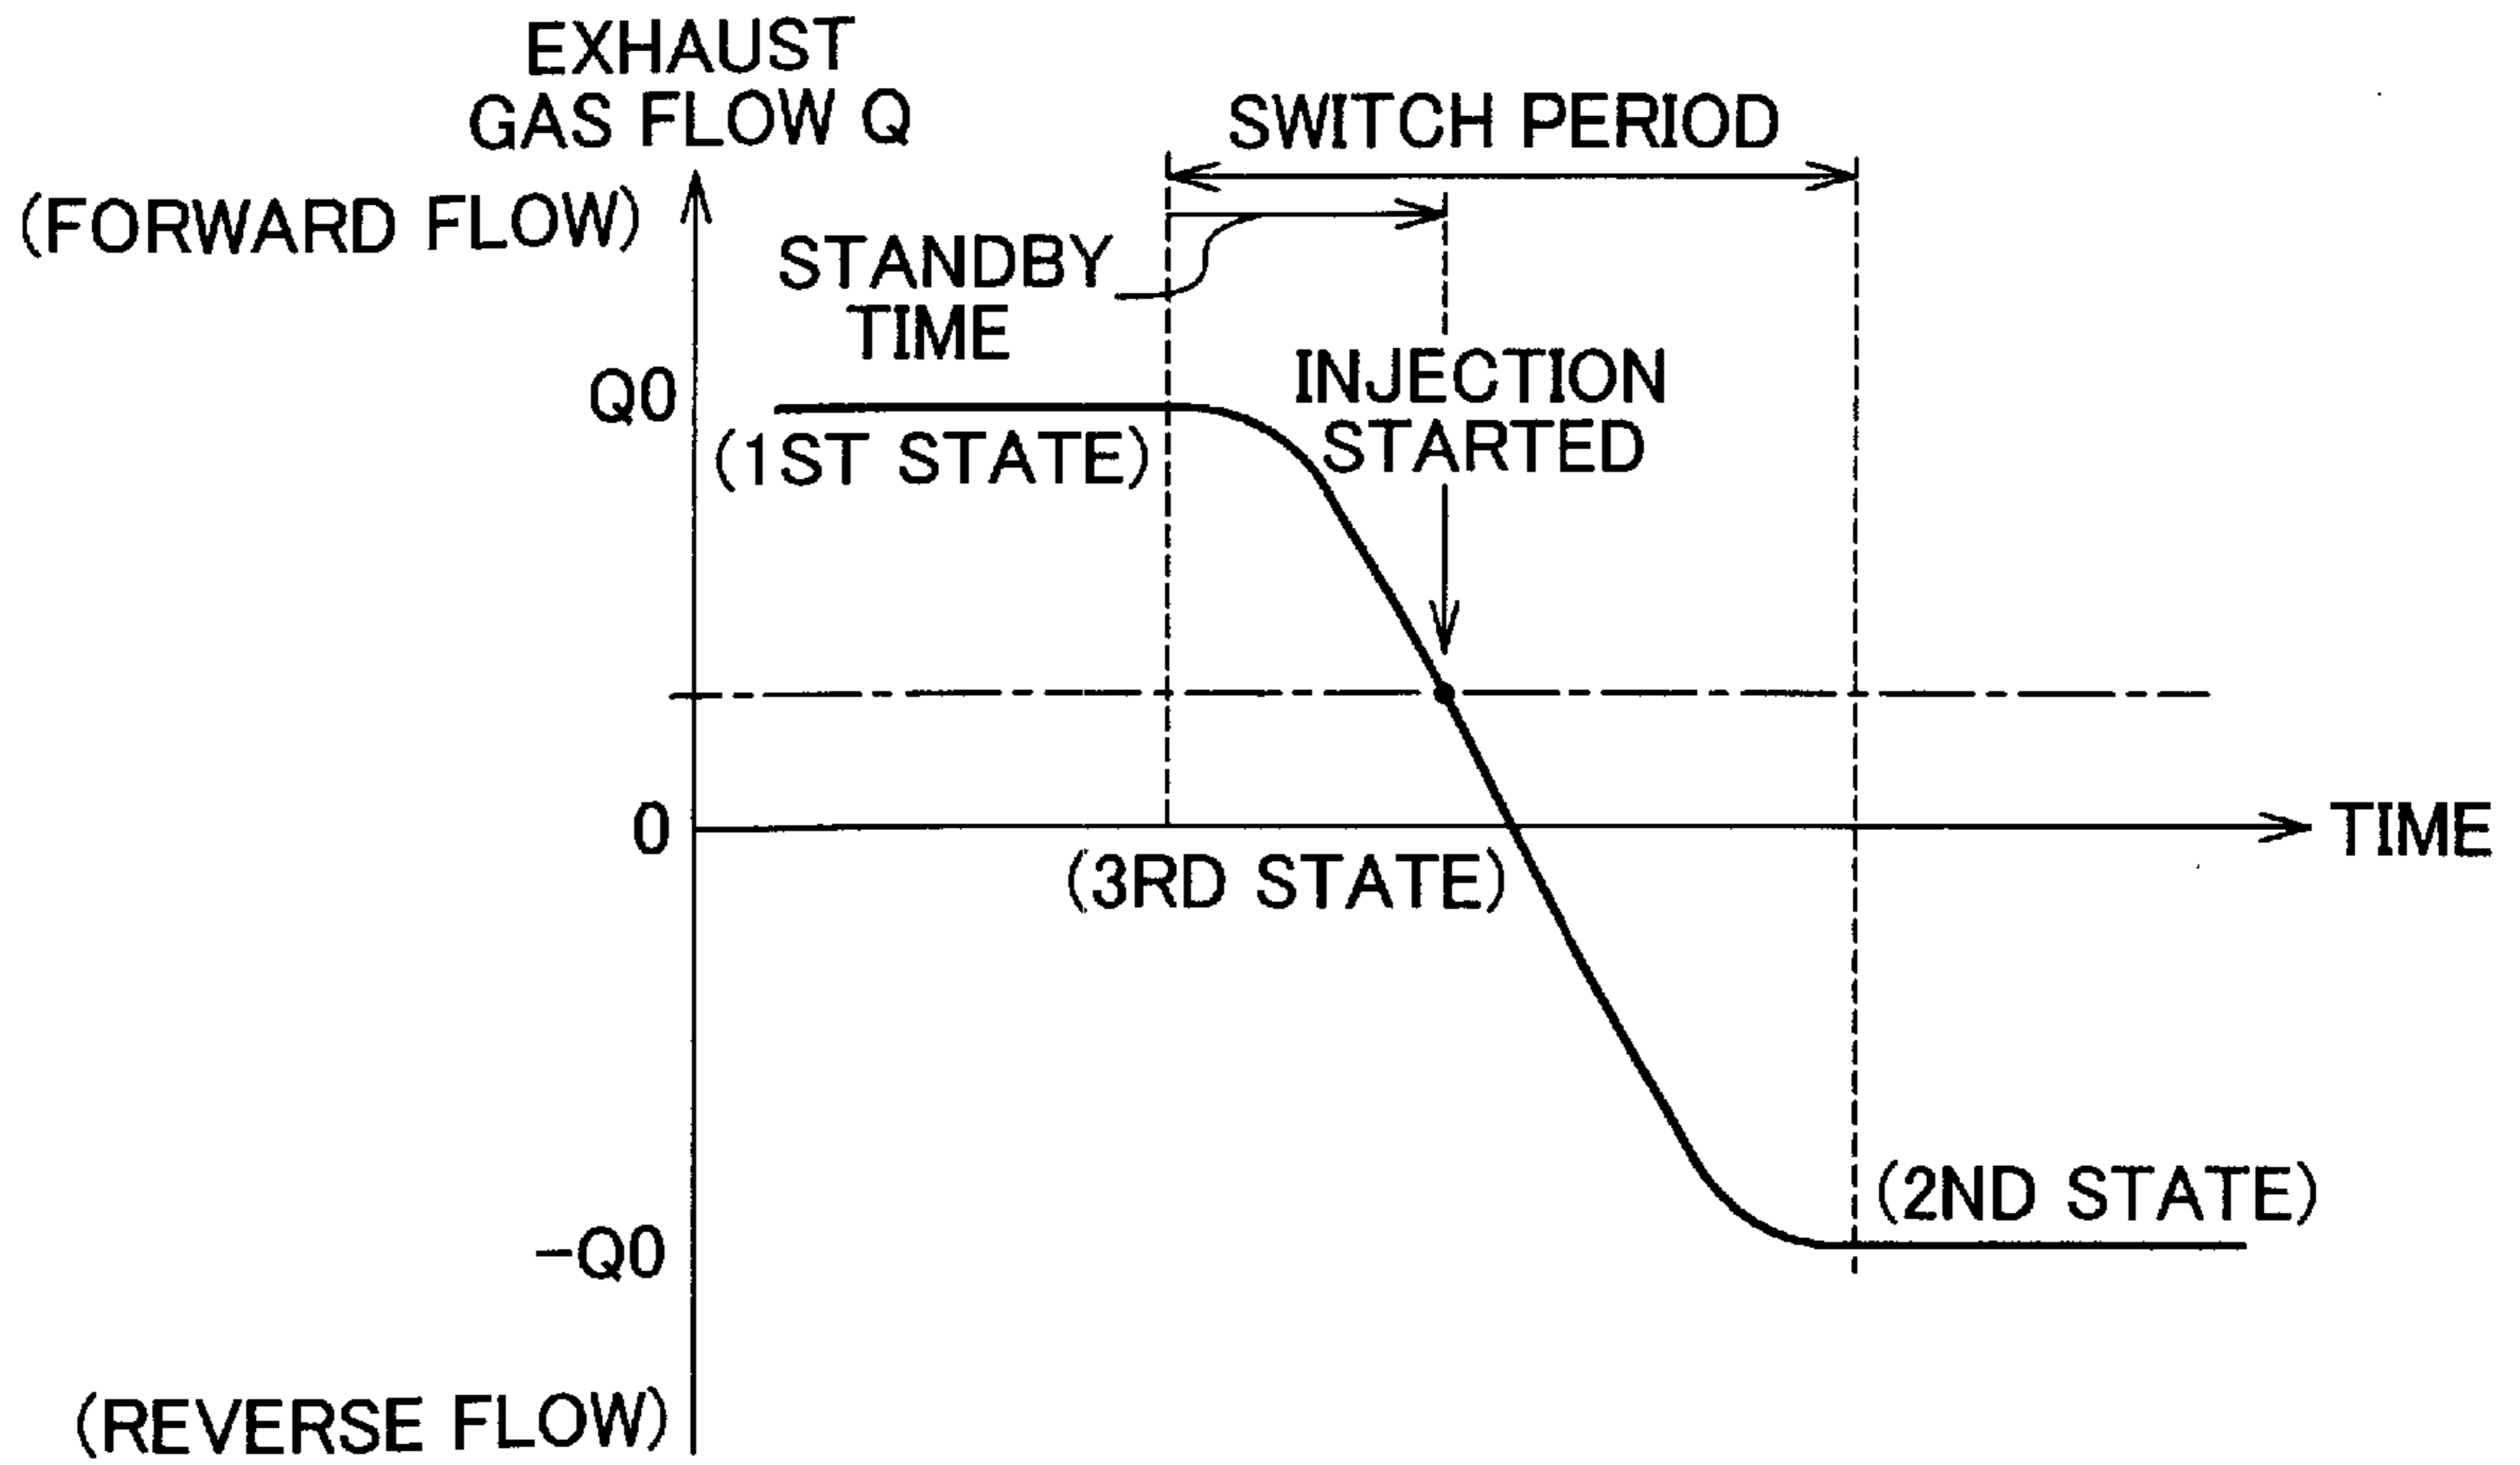 EXHAUST
GAS FLOW Q
(FORWARD FLOW)
SWITCH PERIOD
STANDBY
TIME
Q0
(1ST STATE)
INJECTION
STARTED
0
TIME
(3RD STATE)
(2ND STATE)
-Q0
(REVERSE FLOW)